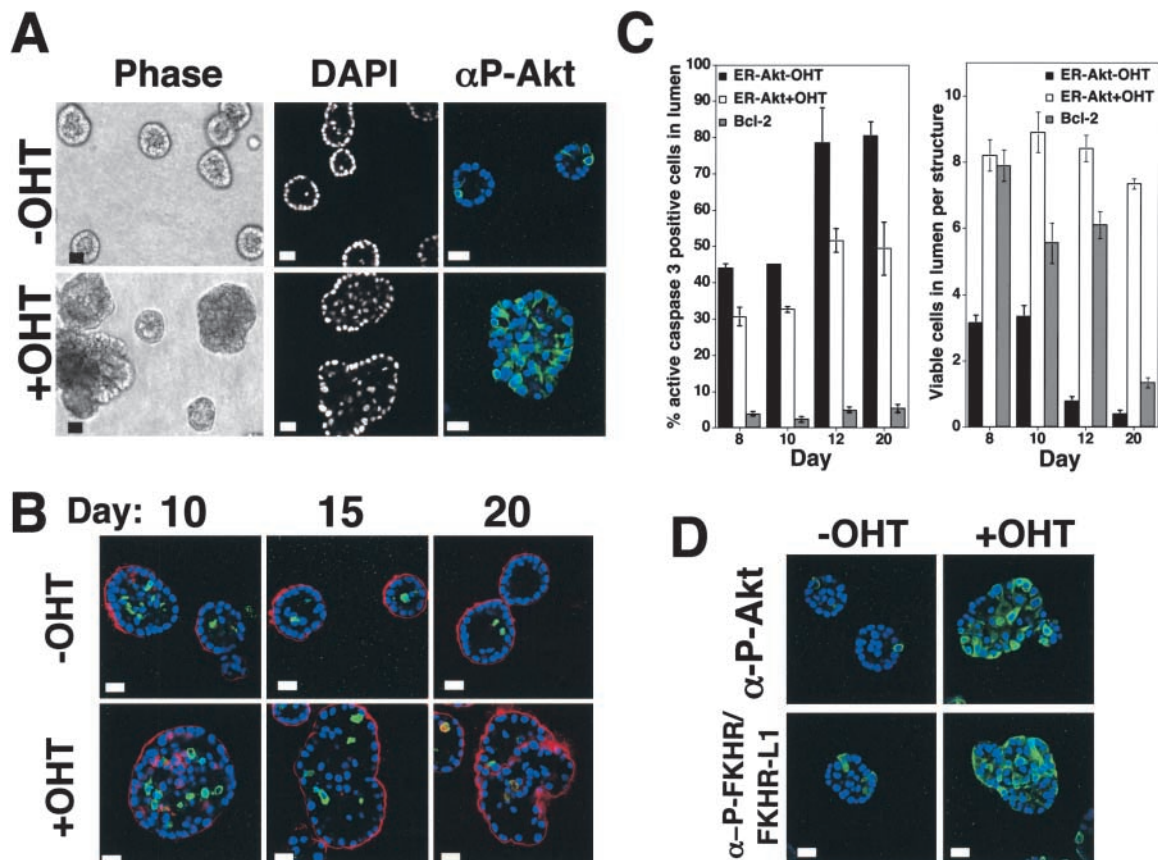 A
Phase
DAPI
αP-Akt
-OHT
+OHT
B
Day: 10
15
20
-OHT
+OHT
C
ER-Akt-OHT
ER-Akt+OHT
Bcl-2
% active caspase 3 positive cells in lumen
100
90
80
70
60
50
40
30
20
10
0
8
10
12
20
Day
ER-Akt-OHT
ER-Akt+OHT
Bcl-2
Viable cells in lumen per structure
10
8
6
4
2
0
8
10
12
20
Day
D
-OHT
+OHT
α-P-Akt
α-P-FKHR/
FKHR-L1